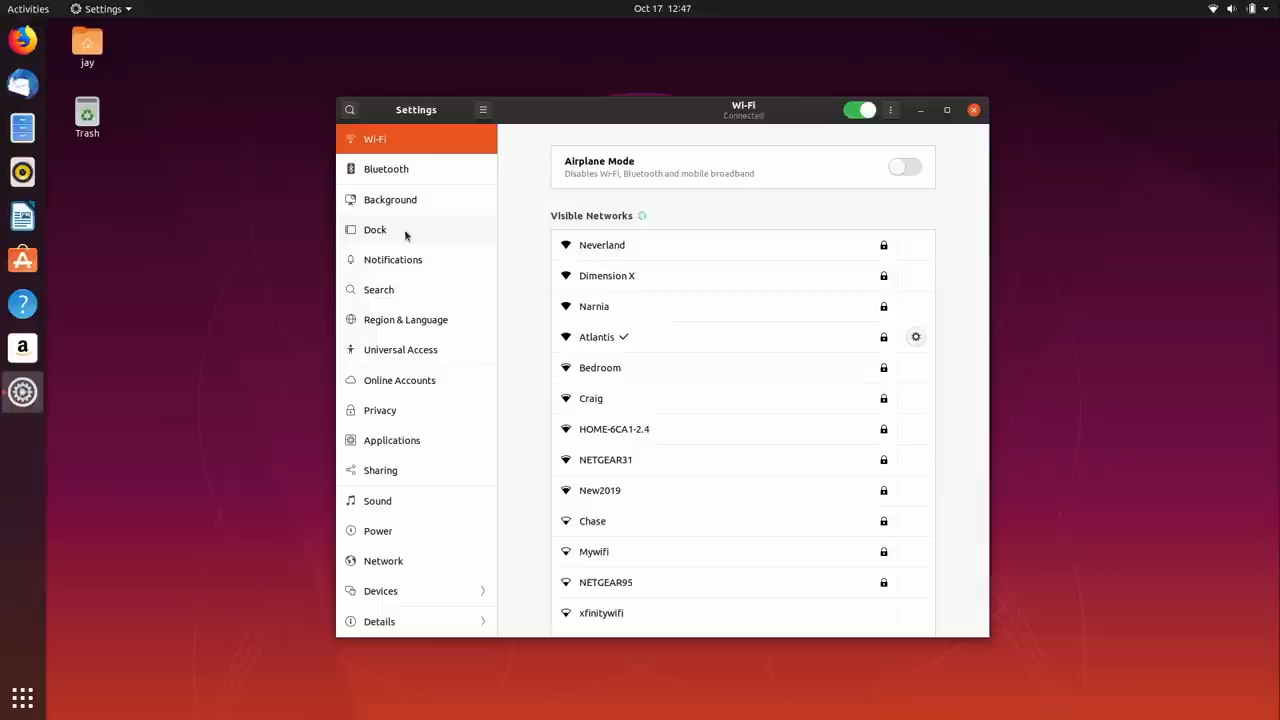 Activities
Settings
Oct 17 12:47
jay
Trash
Settings
Wi-Fi
Connected
Wi-Fi
Bluetooth
Background
Dock
Notifications
Search
Region & Language
Universal Access
Online Accounts
Privacy
Applications
Sharing
Sound
Power
Network
Devices
Details
Airplane Mode
Disables Wi-Fi, Bluetooth and mobile broadband
Visible Networks
Neverland
Dimension X
Narnia
Atlantis
Bedroom
Craig
HOME-6CA1-2.4
NETGEAR31
New2019
Chase
Mywifi
NETGEAR95
xfinitywifi